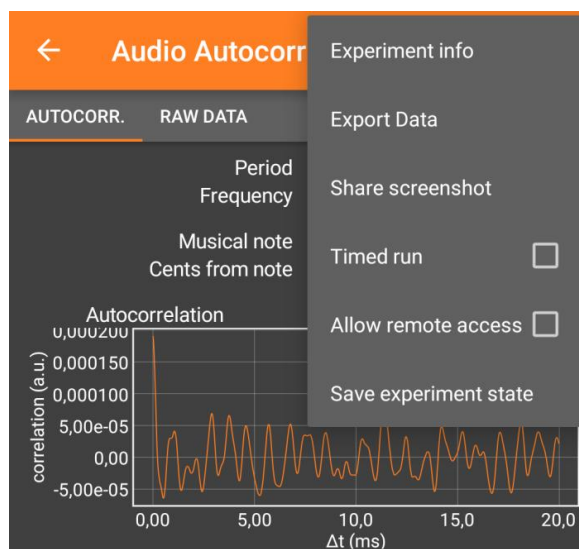 Audio Autocorr
AUTOCORR. RAW DATA
Period
Frequency
Musical note
Cents from note
Experiment info
Export Data
Share screenshot
Timed run
Allow remote access
Save experiment state
Autocorrelation
correlation (a.u.)
0,000200
0,000150
0,000100
5,00e-05
0,00
-5,00e-05
0,00 5,00 10,0 15,0 20,0
Δt (ms)